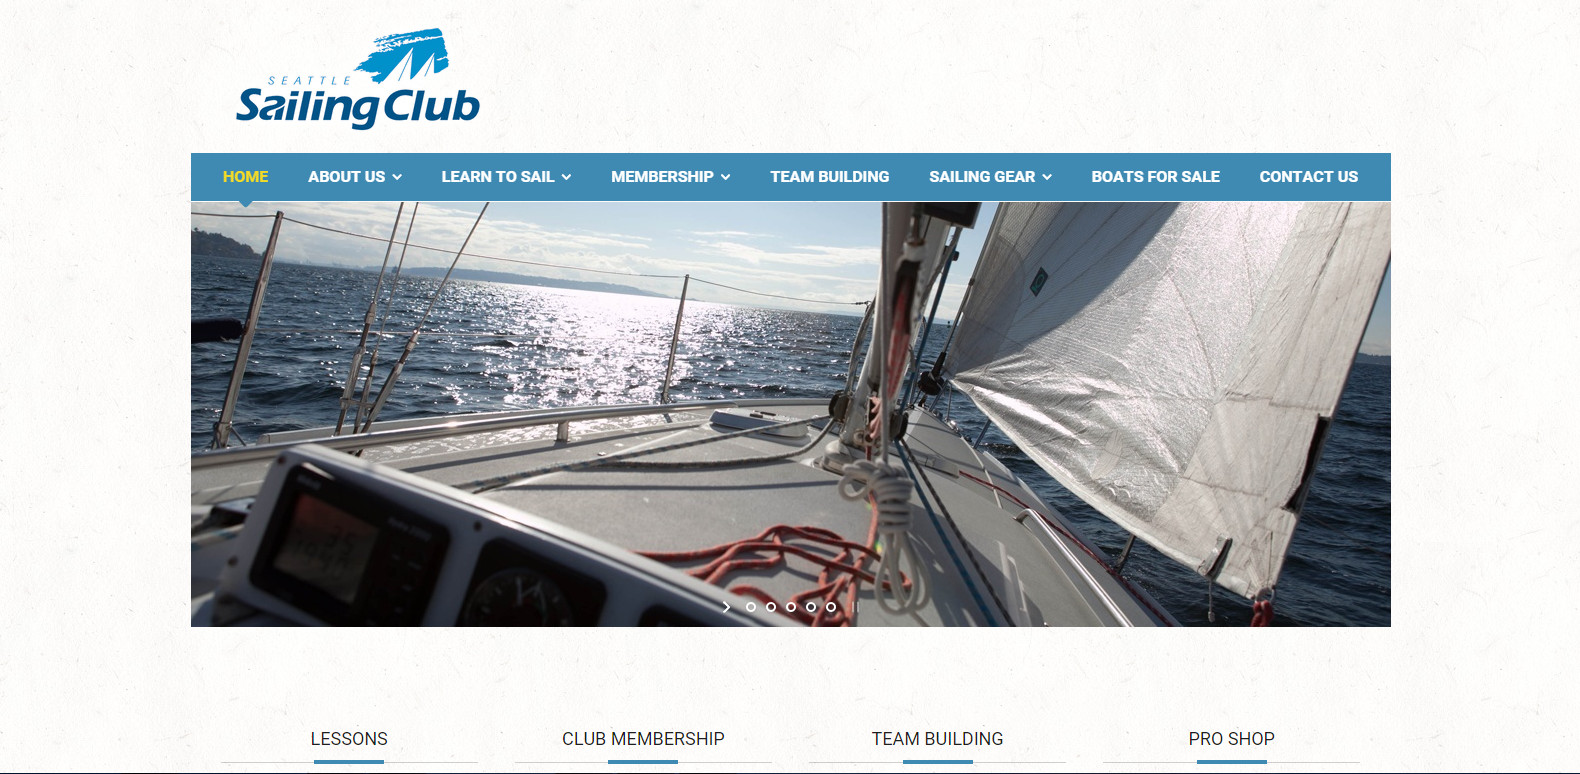 SEATTLE
Sailing Club
HOME ABOUT US LEARN TO SAIL MEMBERSHIP TEAM BUILDING SAILING GEAR BOATS FOR SALE CONTACT US
LESSONS CLUB MEMBERSHIP TEAM BUILDING PRO SHOP